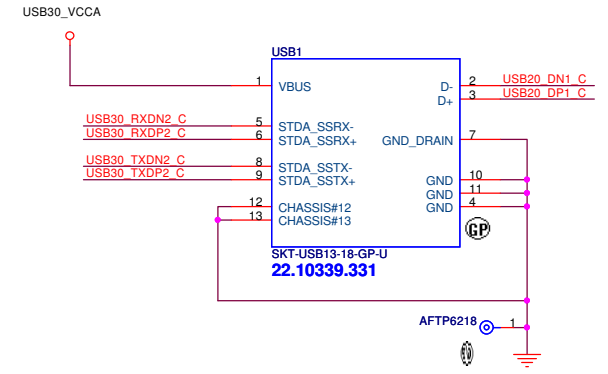 USB30_VCCA
USB1
1 VBUS D- 2 USB20_DN1_C
D+ 3 USB20_DP1_C
USB30_RXDN2_C 5 STDA_SSRX-
USB30_RXDP2_C 6 STDA_SSRX+ GND_DRAIN 7
USB30_TXDN2_C 8 STDA_SSTX-
USB30_TXDP2_C 9 STDA_SSTX+ GND 10
GND 11
12 CHASSIS#12 GND 4
13 CHASSIS#13
GP
SKT-USB13-18-GP-U
22.10339.331
AFTP6218 1